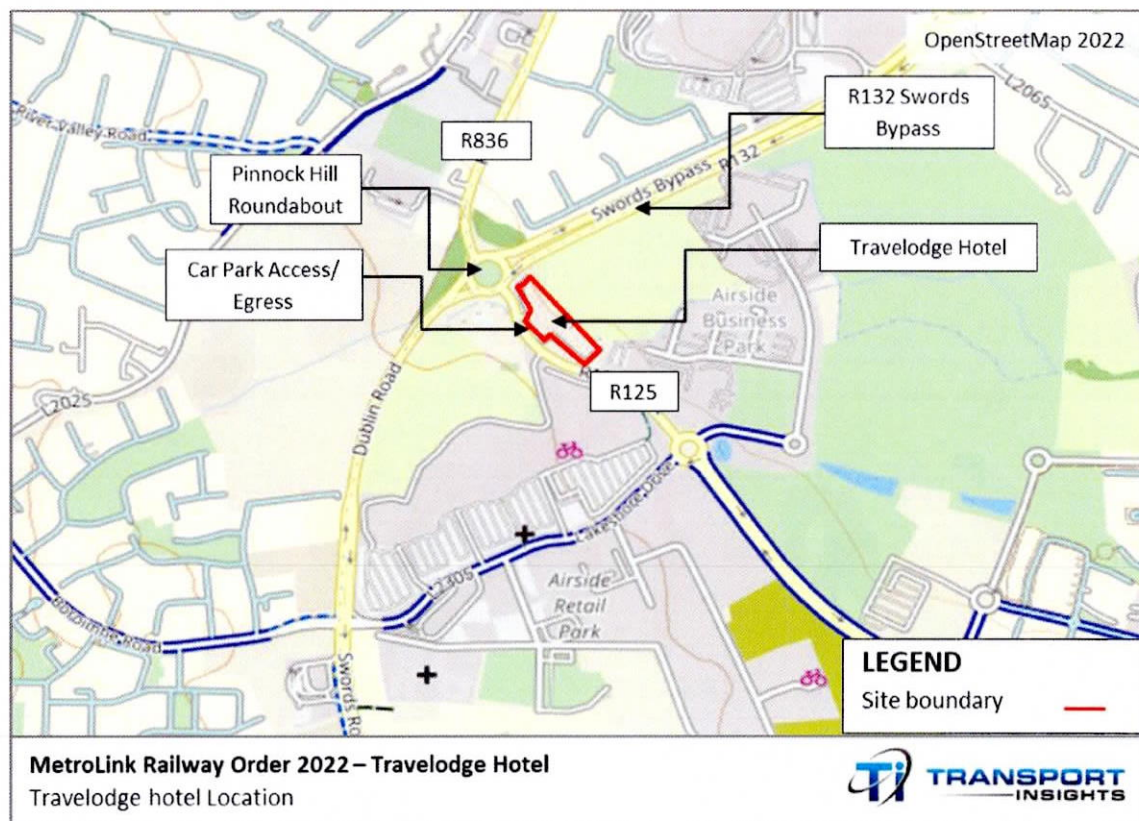 OpenStreetMap 2022
L2065
River Valley Road
R836
R132 Swords
Bypass
Pinnock Hill
Roundabout
Swords Bypass R132
Travelodge Hotel
Car Park Access/
Egress
Airside
Business
Park
L2025
Dublin Road
R125
Lakeshore Drive
L2305
Airside
Retail
Park
Boroimhe Road
Swords Ro
LEGEND
Site boundary
MetroLink Railway Order 2022 – Travelodge Hotel
Travelodge hotel Location
Ti TRANSPORT
INSIGHTS